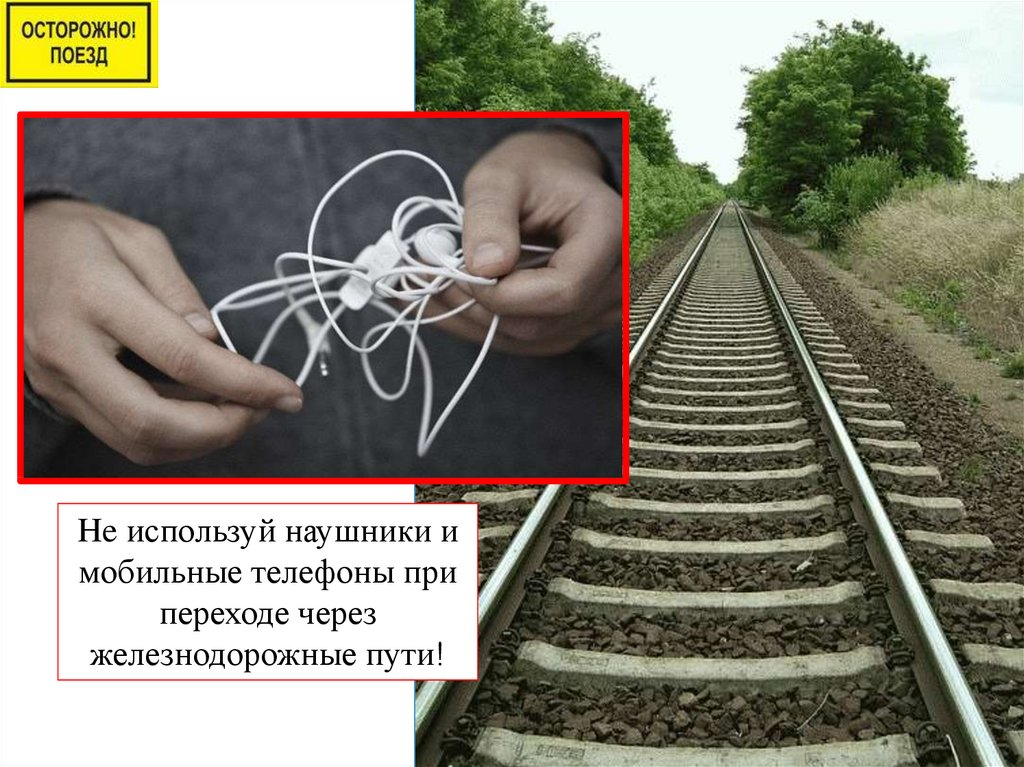 ОСТОРОЖНО!
ПОЕЗД
Не используй наушники и
мобильные телефоны при
переходе через
железнодорожные пути!